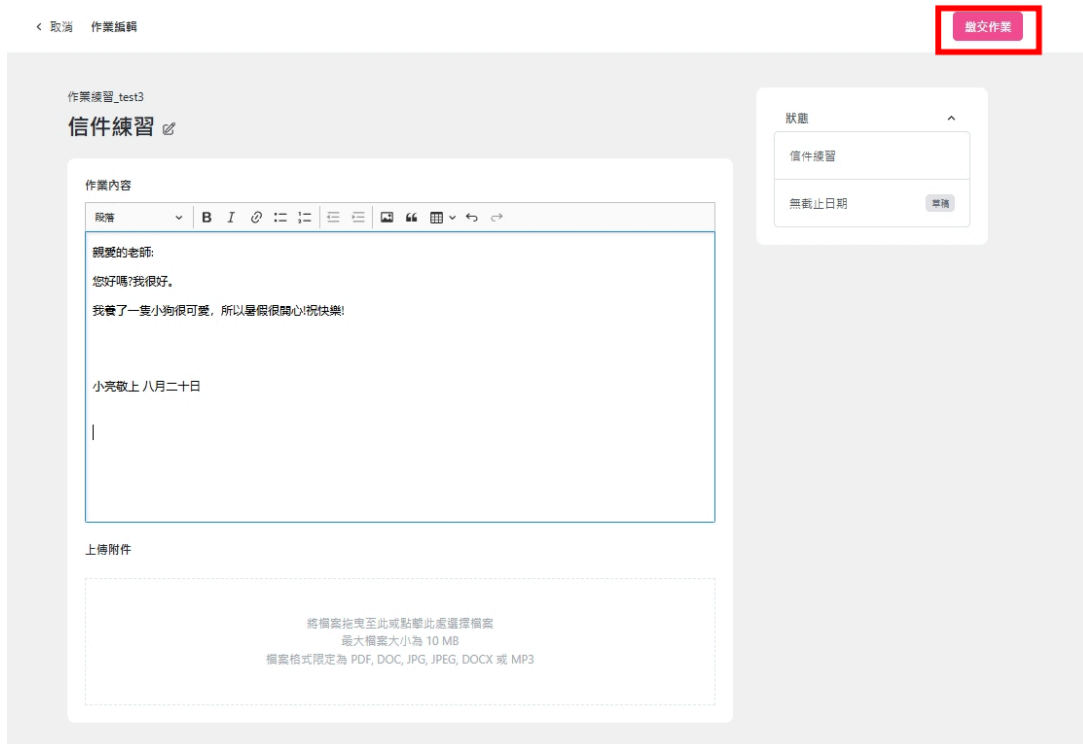 取消 作業編輯
繳交作業
作業練習_test3
信件練習
作業內容
段落
親愛的老師:
您好嗎?我很好。
我養了一隻小狗很可愛，所以暑假很開心!祝快樂!
小亮敬上 八月二十日
上傳附件
將檔案拖曳至此或點擊此處選擇檔案
最大檔案大小為 10 MB
檔案格式限定為 PDF, DOC, JPG, JPEG, DOCX 或 MP3
狀態
信件練習
無截止日期 草稿